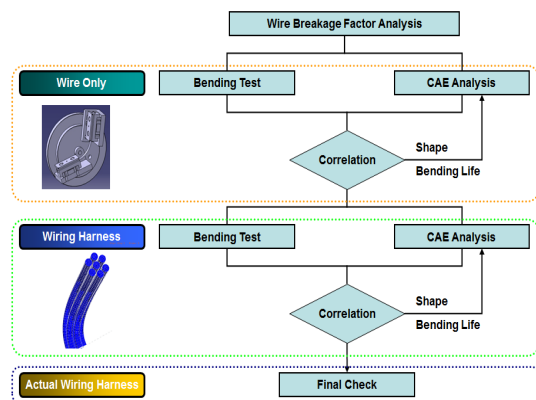 Wire Breakage Factor Analysis
Wire Only
Bending Test
CAE Analysis
Correlation
Shape
Bending Life
Wiring Harness
Bending Test
CAE Analysis
Correlation
Shape
Bending Life
Actual Wiring Harness
Final Check